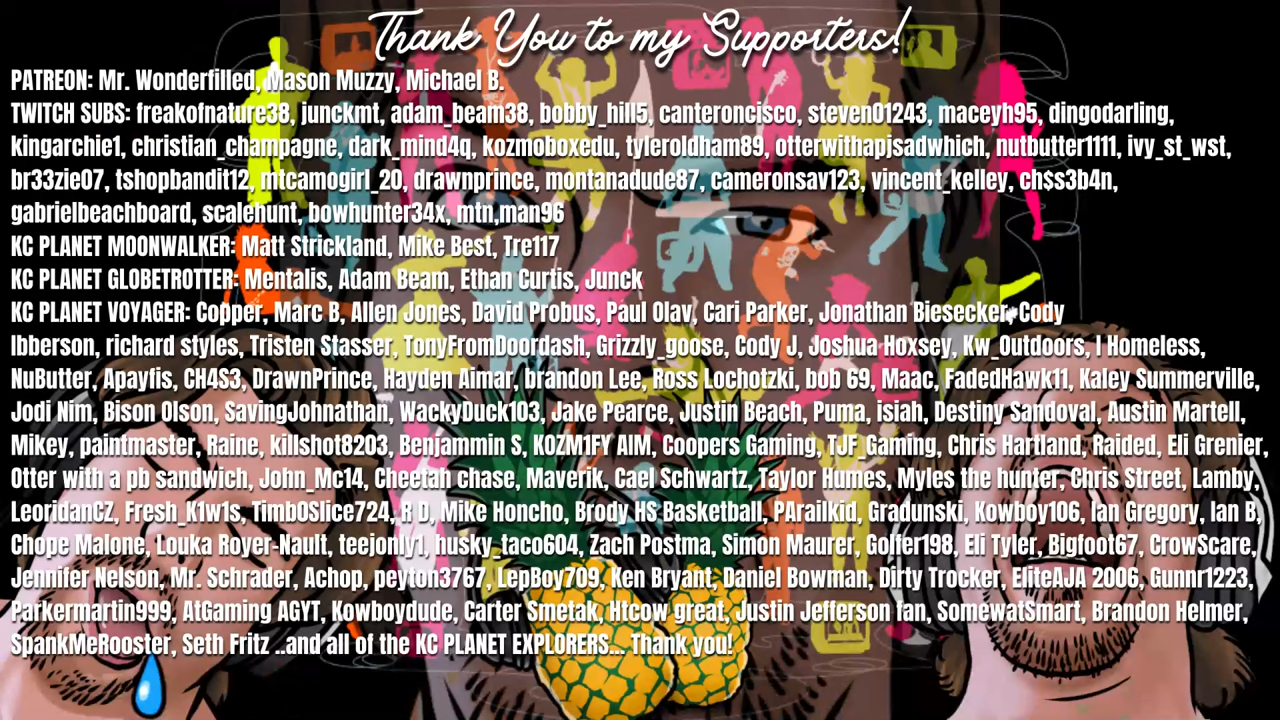 Thank You to my Supporters!
PATREON: Mr. Wonderfilled, Mason Muzzy, Michael B.
TWITCH SUBS: freakofnature38, junckmt, adam_beam38, bobby_hill5, canteroncisco, steven01243, maceyh95, dingodarling,
kingarchie1, christian_champagne, dark_mind4q, kozmoboxedu, tyleroldham89, otterwithapjsadwhich, nutbutter1111, ivy_st_wst,
br33zie07, tshopbandit12, mtcamogirl_20, drawnprince, montanadude87, cameronsav123, vincent_kelley, ch$s3b4n,
gabrielbeachboard, scalehunt, bowhunter34x, mtn,man96
KC PLANET MOONWALKER: Matt Strickland, Mike Best, Tre117
KC PLANET GLOBETROTTER: Mentalis, Adam Beam, Ethan Curtis, Junck
KC PLANET VOYAGER: Copper, Marc B, Allen Jones, David Probus, Paul Olav, Cari Parker, Jonathan Biesecker, Cody
Ibberson, richard styles, Tristen Stasser, TonyFromDoordash, Grizzly_goose, Cody J, Joshua Hoxsey, Kw_Outdoors, I Homeless,
NuButter, Apayfis, CH4S3, DrawnPrince, Hayden Aimar, brandon Lee, Ross Lochotzki, bob 69, Maac, FadedHawk11, Kaley Summerville,
Jodi Nim, Bison Olson, SavingJohnathan, WackyDuck103, Jake Pearce, Justin Beach, Puma, isiah, Destiny Sandoval, Austin Martell,
Mikey, paintmaster, Raine, killshot8203, Benjammin S, K0ZM1FY AIM, Coopers Gaming, TJF_Gaming, Chris Hartland, Raided, Eli Grenier,
Otter with a pb sandwich, John_Mc14, Cheetah chase, Maverik, Cael Schwartz, Taylor Humes, Myles the hunter, Chris Street, Lamby,
LeoridanCZ, Fresh_K1w1s, TimbOSlice724, R D, Mike Honcho, Brody HS Basketball, PArailkid, Gradunski, Kowboy106, Ian Gregory, Ian B,
Chope Malone, Louka Royer-Nault, teejonly1, husky_taco604, Zach Postma, Simon Maurer, Golfer198, Eli Tyler, Bigfoot67, CrowScare,
Jennifer Nelson, Mr. Schrader, Achop, peyton3767, LepBoy709, Ken Bryant, Daniel Bowman, Dirty Trocker, EliteAJA 2006, Gunnr1223,
Parkermartin999, AtGaming AGYT, Kowboydude, Carter Smetak, Htcow great, Justin Jefferson fan, SomewatSmart, Brandon Helmer,
SpankMeRooster, Seth Fritz ..and all of the KC PLANET EXPLORERS... Thank you!